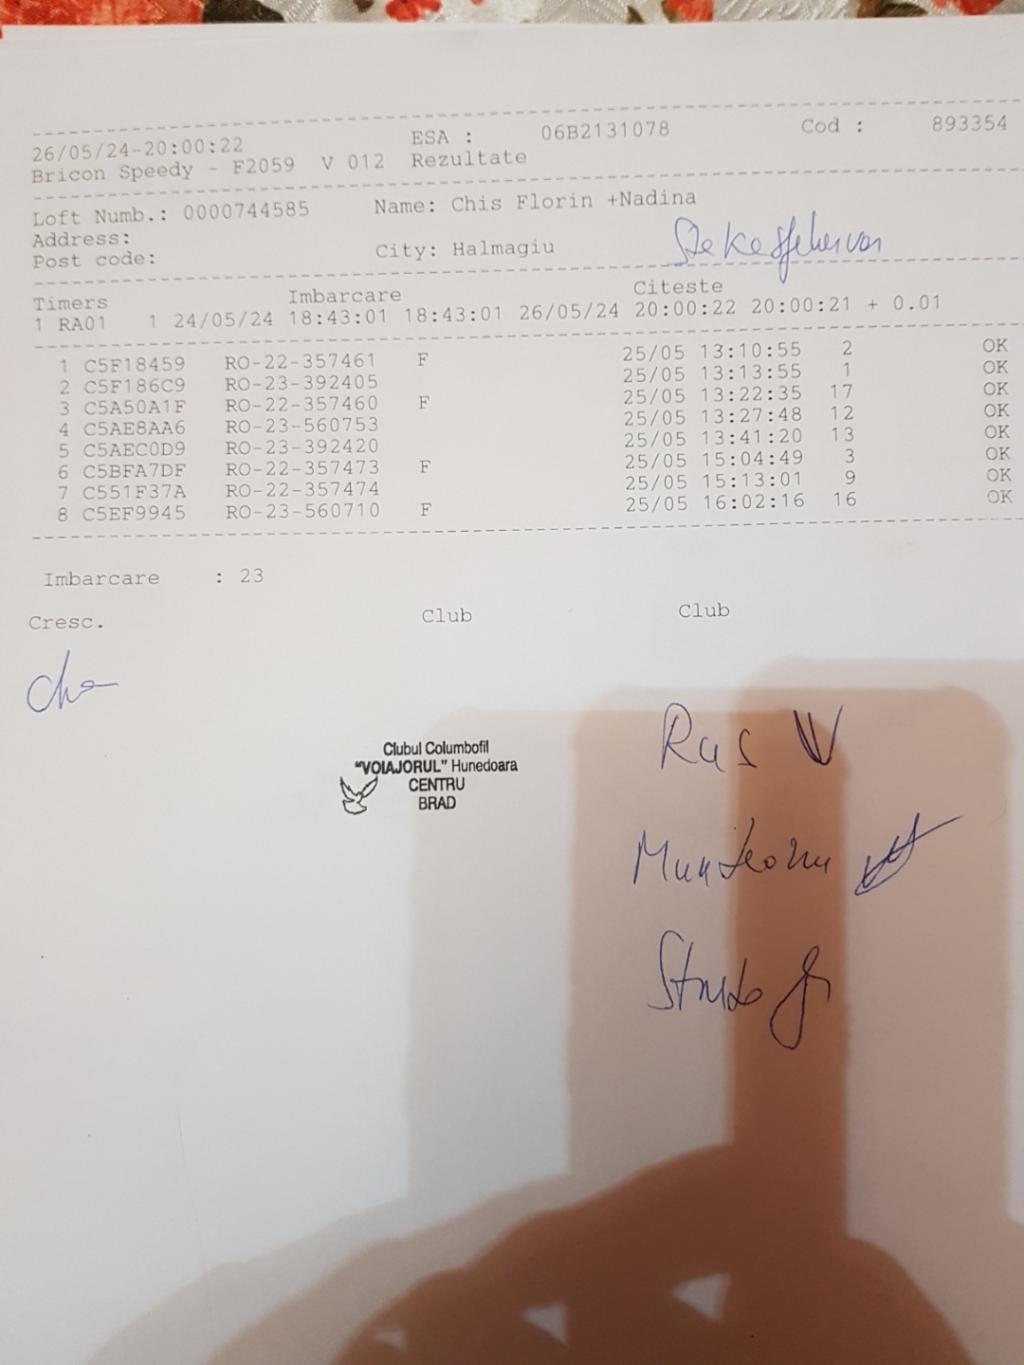 26/05/24-20:00:22 ESA : 06B2131078 Cod : 893354
Bricon Speedy - F2059 V 012 Rezultate
Loft Numb.: 0000744585 Name: Chis Florin +Nadina
Address:
Post code: City: Halmagiu
Timers Imbarcare Citeste
1 RA01 1 24/05/24 18:43:01 18:43:01 26/05/24 20:00:22 20:00:21 + 0.01
1 C5F18459 RO-22-357461 F 25/05 13:10:55 2 OK
2 C5F186C9 RO-23-392405 25/05 13:13:55 1 OK
3 C5A50A1F RO-22-357460 F 25/05 13:22:35 17 OK
4 C5AE8AA6 RO-23-560753 25/05 13:27:48 12 OK
5 C5AEC0D9 RO-23-392420 25/05 13:41:20 13 OK
6 C5BFA7DF RO-22-357473 F 25/05 15:04:49 3 OK
7 C551F37A RO-22-357474 25/05 15:13:01 9 OK
8 C5EF9945 RO-23-560710 F 25/05 16:02:16 16 OK
Imbarcare : 23
Cresc. Club Club
Clubul Columbofil
"VOIAJORUL" Hunedoara
CENTRU
BRAD
Rus
Munteanu